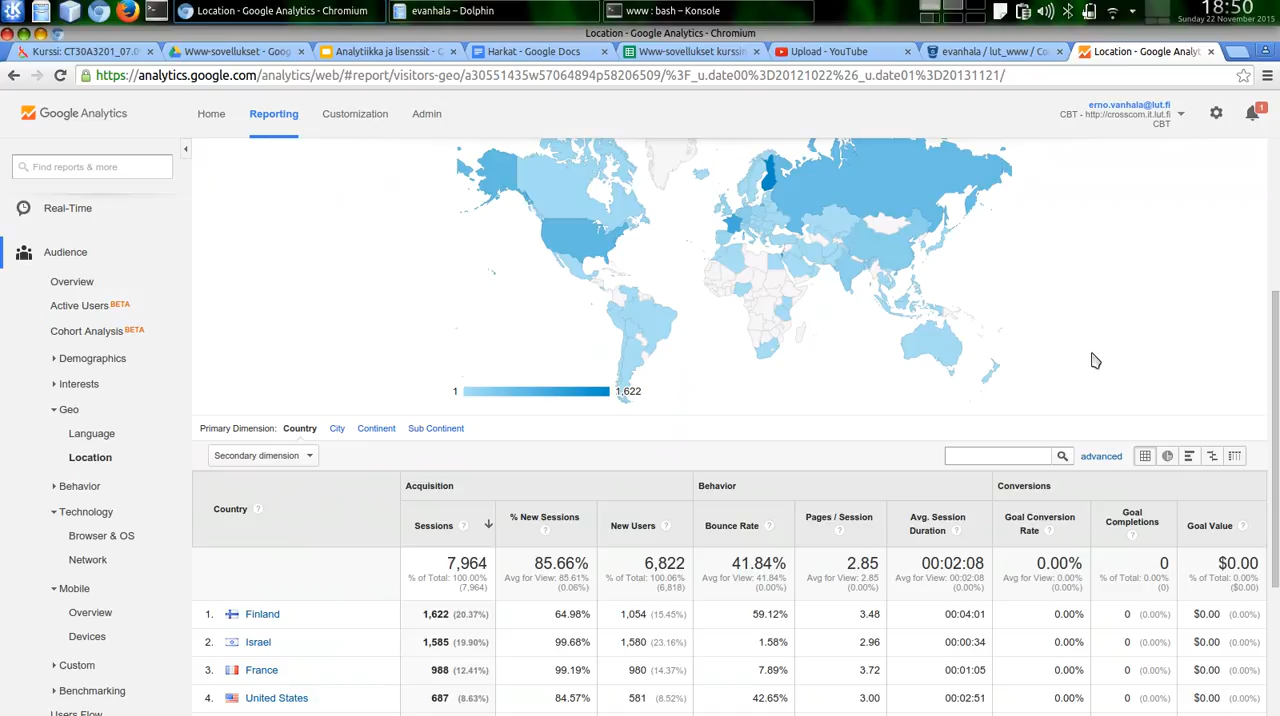 Location - Google Analytics - Chromium
evanhala – Dolphin
www : bash – Konsole
18:50
Sunday 22 November 2015
Location - Google Analytics - Chromium
Kurssi: CT30A3201_07.0
Www-sovellukset - Goog
Analytiikka ja lisenssit - G
Harkat - Google Docs
Www-sovellukset kurssin
Upload - YouTube
evanhala / lut_www / Co
Location - Google Analyt
https://analytics.google.com/analytics/web/#report/visitors-geo/a30551435w57064894p58206509/%3F_u.date00%3D20121022%26_u.date01%3D20131121/
Google Analytics
Home
Reporting
Customization
Admin
erno.vanhala@lut.fi
CBT - http://crosscom.it.lut.fi
CBT
1
Find reports & more
Real-Time
Audience
Overview
Active Users BETA
Cohort Analysis BETA
Demographics
Interests
Geo
Language
Location
Behavior
Technology
Browser & OS
Network
Mobile
Overview
Devices
Custom
Benchmarking
Users Flow
1 1,622
Primary Dimension: Country City Continent Sub Continent
Secondary dimension
advanced
Country ?
Acquisition
Behavior
Conversions
Sessions ?
% New Sessions ?
New Users ?
Bounce Rate ?
Pages / Session ?
Avg. Session Duration ?
Goal Conversion Rate ?
Goal Completions ?
Goal Value ?
7,964 85.66% 6,822 41.84% 2.85 00:02:08 0.00% 0 $0.00
% of Total: 100.00% Avg for View: 85.61% % of Total: 100.06% Avg for View: 41.84% Avg for View: 2.85 Avg for View: 00:02:08 Avg for View: 0.00% % of Total: 0.00% % of Total: 0.00%
(7,964) (0.06%) (6,818) (0.00%) (0.00%) (0.00%) (0.00%) (0) ($0.00)
1. Finland 1,622 (20.37%) 64.98% 1,054 (15.45%) 59.12% 3.48 00:04:01 0.00% 0 (0.00%) $0.00 (0.00%)
2. Israel 1,585 (19.90%) 99.68% 1,580 (23.16%) 1.58% 2.96 00:00:34 0.00% 0 (0.00%) $0.00 (0.00%)
3. France 988 (12.41%) 99.19% 980 (14.37%) 7.89% 3.72 00:01:05 0.00% 0 (0.00%) $0.00 (0.00%)
4. United States 687 (8.63%) 84.57% 581 (8.52%) 42.65% 3.00 00:02:51 0.00% 0 (0.00%) $0.00 (0.00%)